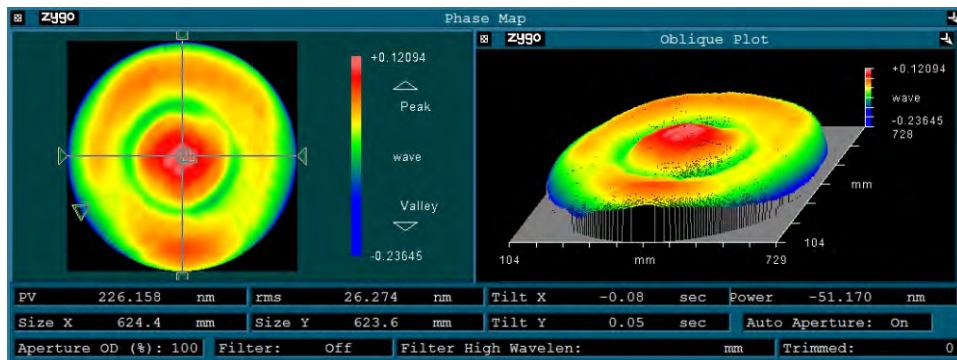 zygo Phase Map
+0.12094
Peak
wave
Valley
-0.23645
zygo Oblique Plot
+0.12094
wave
-0.23645
728
mm
104
104 mm 729
PV 226.158 nm rms 26.274 nm Tilt X -0.08 sec Power -51.170 nm
Size X 624.4 mm Size Y 623.6 mm Tilt Y 0.05 sec Auto Aperture: On
Aperture OD (%): 100 Filter: Off Filter High Wavelen: mm Trimmed: 0